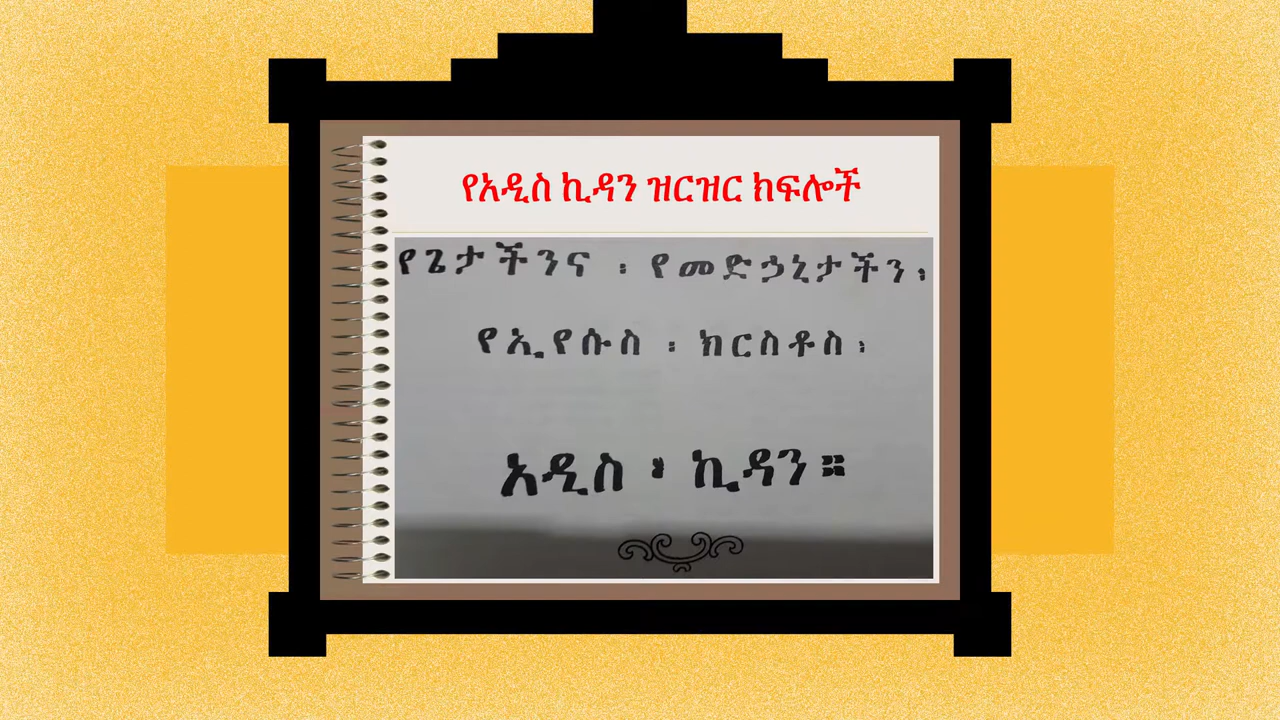 የአዲስ ኪዳን ዝርዝር ክፍሎች
የጌታችንና ፡ የመድኃኒታችን ፡
የኢየሱስ ፡ ክርስቶስ ፡
አዲስ ፡ ኪዳን ።